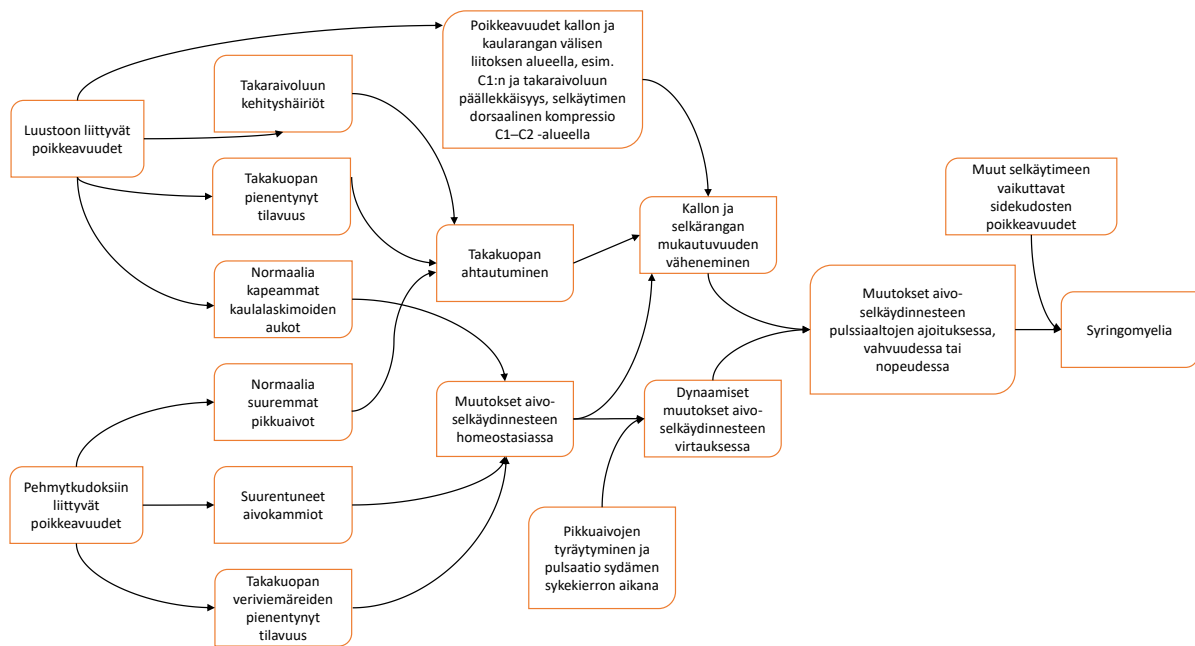 Poikkeavuudet kallon ja
kaularangan välisen
liitoksen alueella, esim.
C1:n ja takaraivoluun
päällekkäisyys, selkäytimen
dorsaalinen kompressio
C1–C2 -alueella
Takaraivoluun
kehityshäiriöt
Luustoon liittyvät
poikkeavuudet
Takakuopan
pienentynyt
tilavuus
Normaalia
kapeammat
kaulalaskimoiden
aukot
Normaalia
suuremmat
pikkuaivot
Pehmytkudoksiin
liittyvät
poikkeavuudet
Suurentuneet
aivokammiot
Takakuopan
veriviemäreiden
pienentynyt
tilavuus
Takakuopan
ahtautuminen
Muutokset aivo-
selkäydinnesteen
homeostasiassa
Kallon ja
selkärangan
mukautuvuuden
väheneminen
Dynaamiset
muutokset aivo-
selkäydinnesteen
virtauksessa
Pikkuaivojen
tyräytyminen ja
pulsaatio sydämen
sykekierron aikana
Muutokset aivo-
selkäydinnesteen
pulssiaaltojen ajoituksessa,
vahvuudessa tai
nopeudessa
Muut selkäytimeen
vaikuttavat
sidekudosten
poikkeavuudet
Syringomyelia